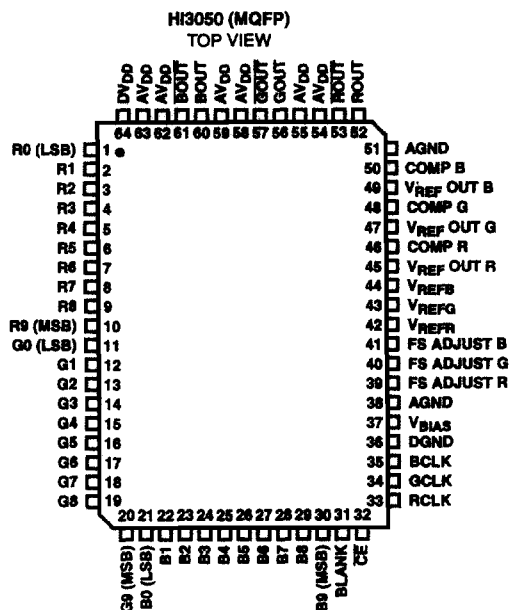 HI3050 (MQFP)
TOP VIEW
DVDD AVDD AVDD BOUT BOUT AVDD AVDD GOUT GOUT AVDD AVDD ROUT ROUT
64 63 62 61 60 59 58 57 56 55 54 53 52
R0 (LSB) 1
R1 2
R2 3
R3 4
R4 5
R5 6
R6 7
R7 8
R8 9
R9 (MSB) 10
G0 (LSB) 11
G1 12
G2 13
G3 14
G4 15
G5 16
G6 17
G7 18
G8 19
51 AGND
50 COMP B
49 VREF OUT B
48 COMP G
47 VREF OUT G
46 COMP R
45 VREF OUT R
44 VREFB
43 VREFG
42 VREFR
41 FS ADJUST B
40 FS ADJUST G
39 FS ADJUST R
38 AGND
37 VBIAS
36 DGND
35 BCLK
34 GCLK
33 RCLK
20 21 22 23 24 25 26 27 28 29 30 31 32
G9 (MSB) B0 (LSB) B1 B2 B3 B4 B5 B6 B7 B8 B9 (MSB) BLANK CE